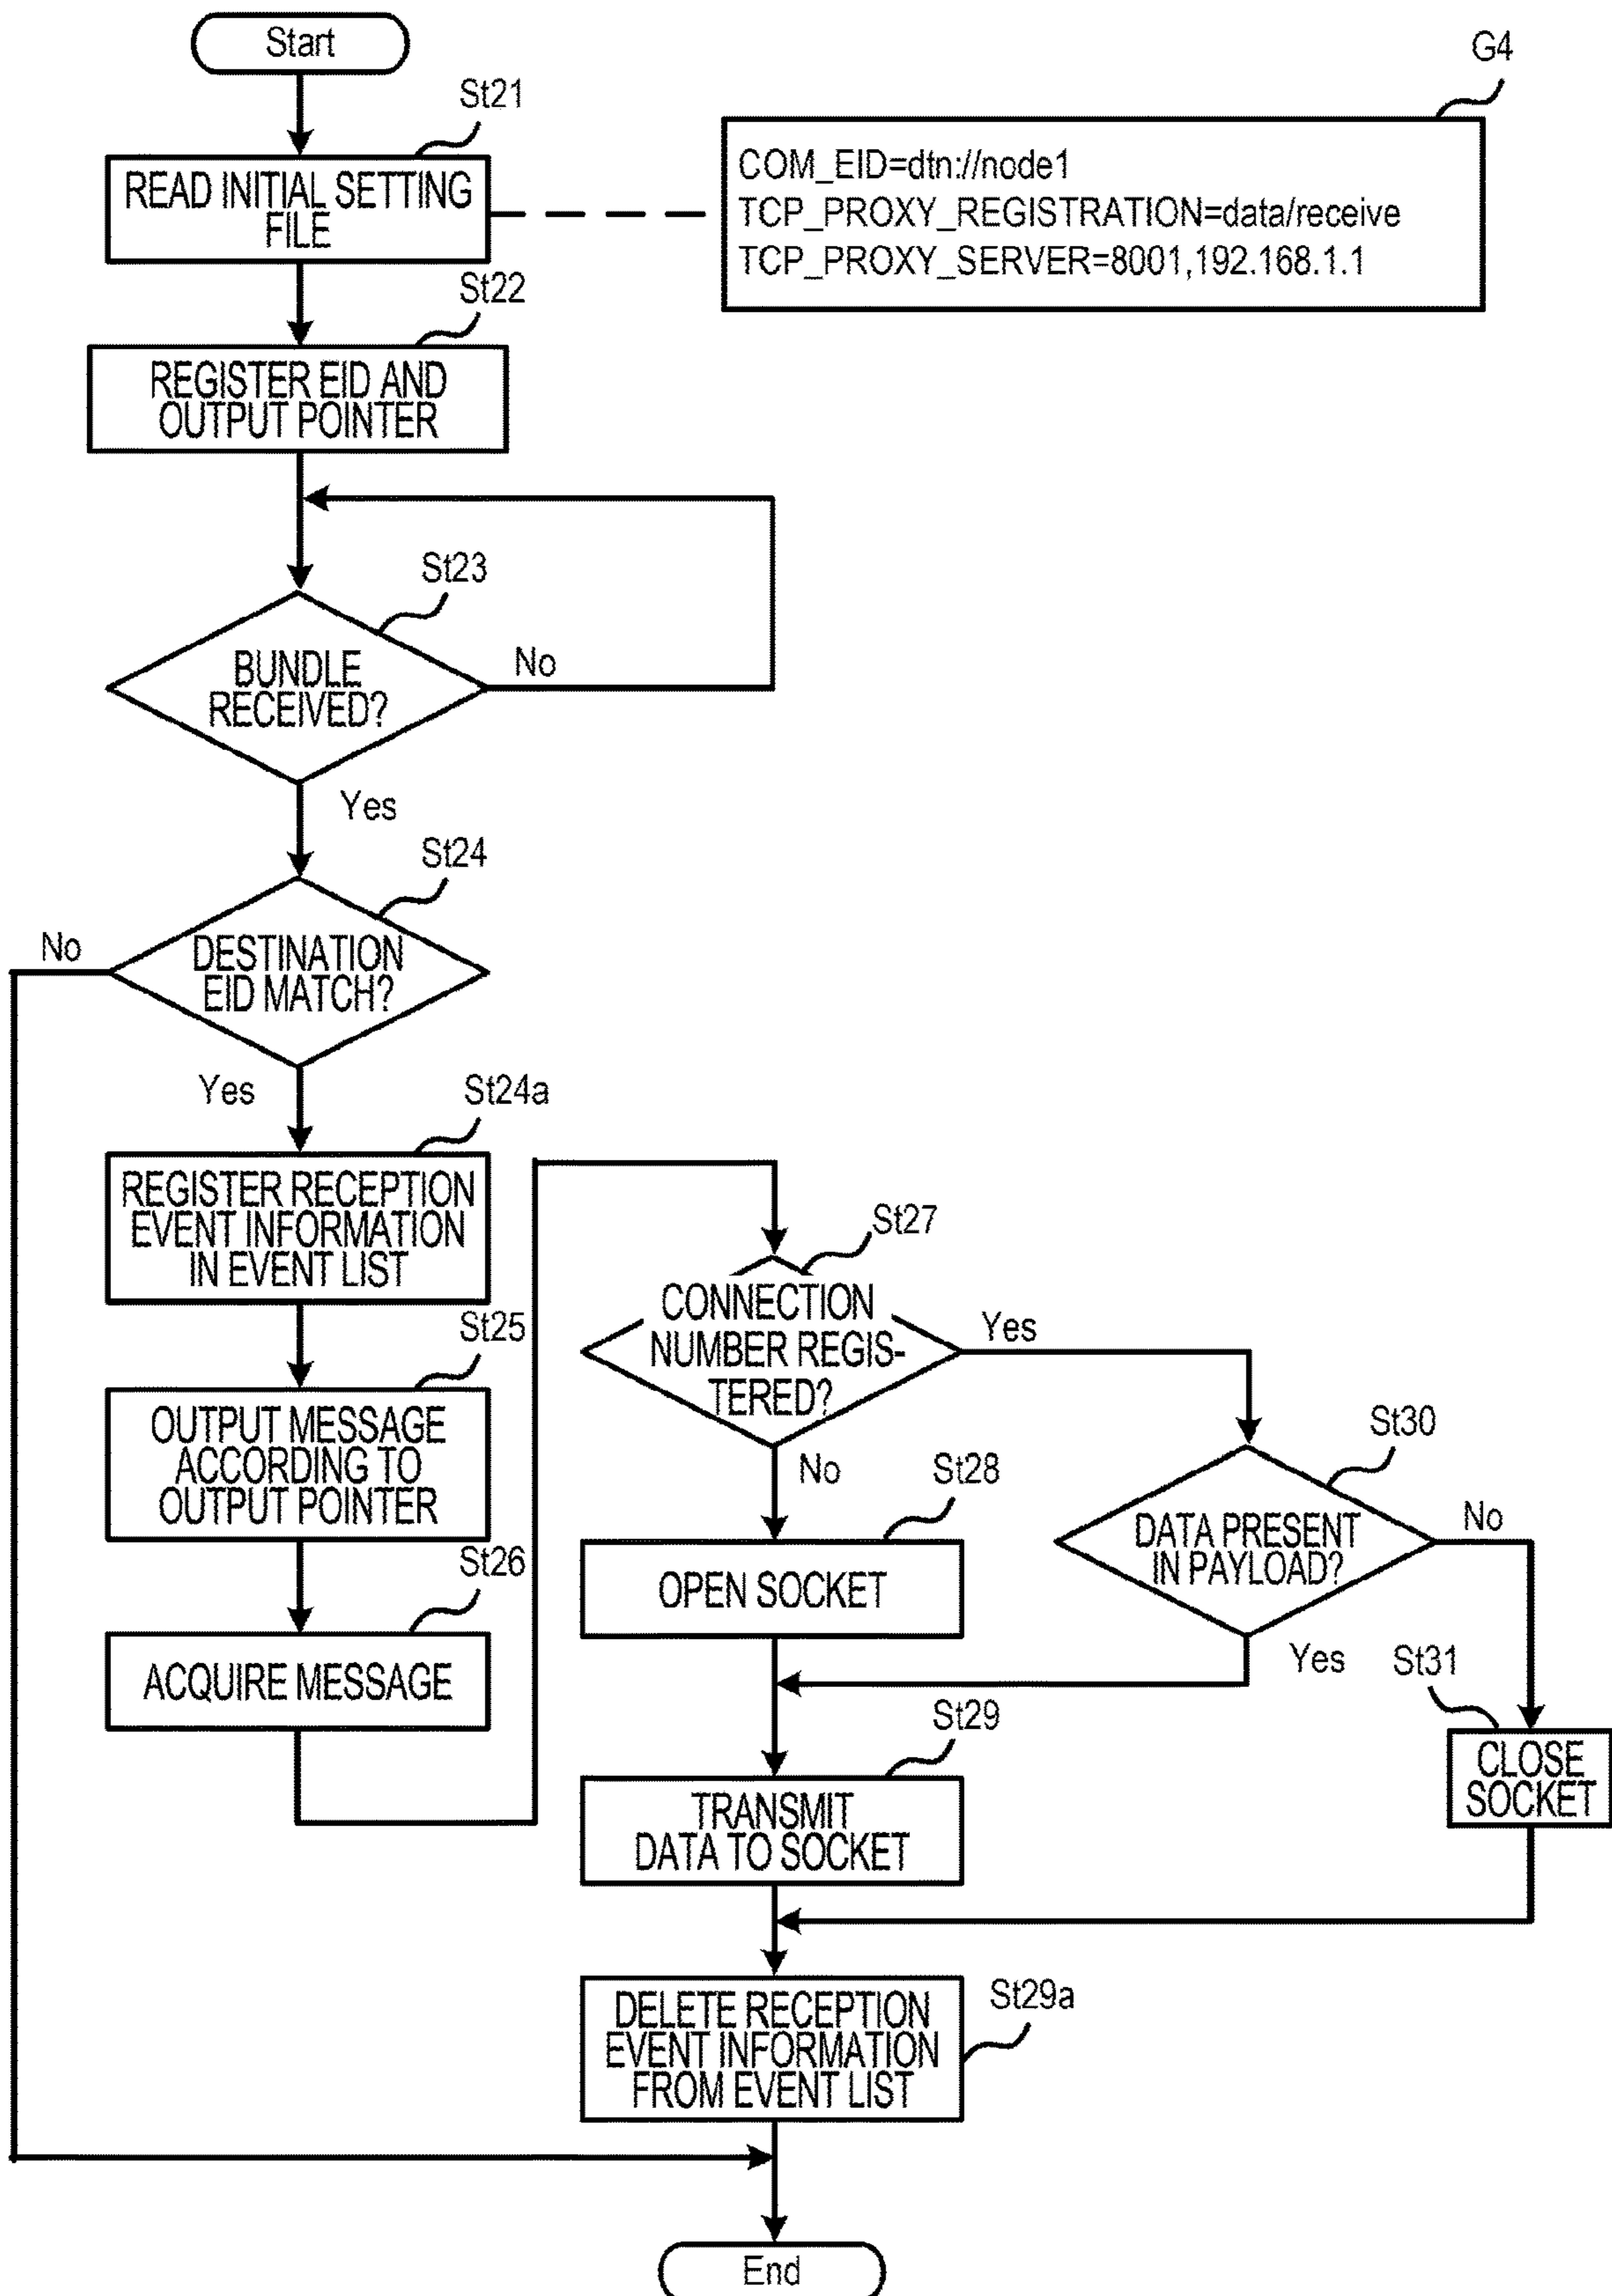 Start
G4
St21
READ INITIAL SETTING
FILE
COM_EID=dtn://node1
TCP_PROXY_REGISTRATION=data/receive
TCP_PROXY_SERVER=8001,192.168.1.1
St22
REGISTER EID AND
OUTPUT POINTER
St23
BUNDLE
RECEIVED?
No
Yes
St24
No
DESTINATION
EID MATCH?
Yes
St24a
REGISTER RECEPTION
EVENT INFORMATION
IN EVENT LIST
St25
OUTPUT MESSAGE
ACCORDING TO
OUTPUT POINTER
St26
ACQUIRE MESSAGE
St27
CONNECTION
NUMBER REGIS-
TERED?
Yes
No
St28
OPEN SOCKET
St30
DATA PRESENT
IN PAYLOAD?
No
Yes
St31
CLOSE
SOCKET
St29
TRANSMIT
DATA TO SOCKET
St29a
DELETE RECEPTION
EVENT INFORMATION
FROM EVENT LIST
End